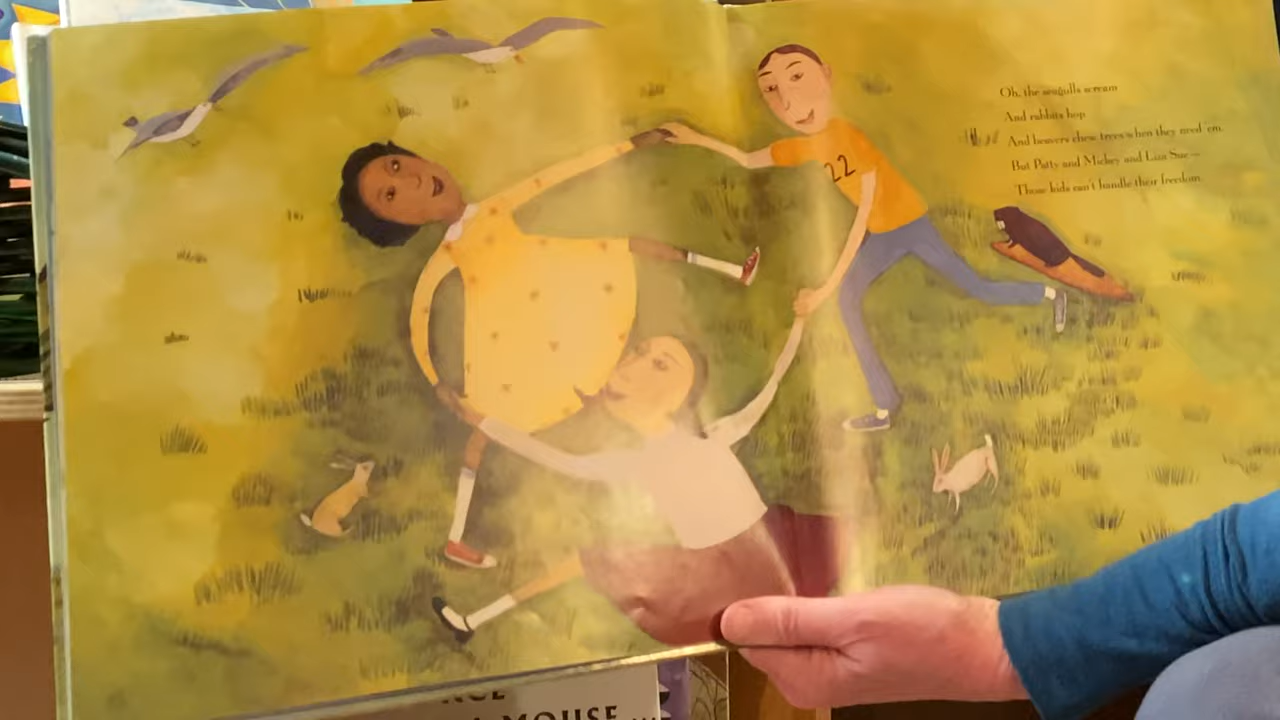 Oh, the seagulls scream
And rabbits hop
And beavers chew trees when they need 'em.
But Patty and Mickey and Liza Sue—
Those kids can't handle their freedom.
22
MOUSE...